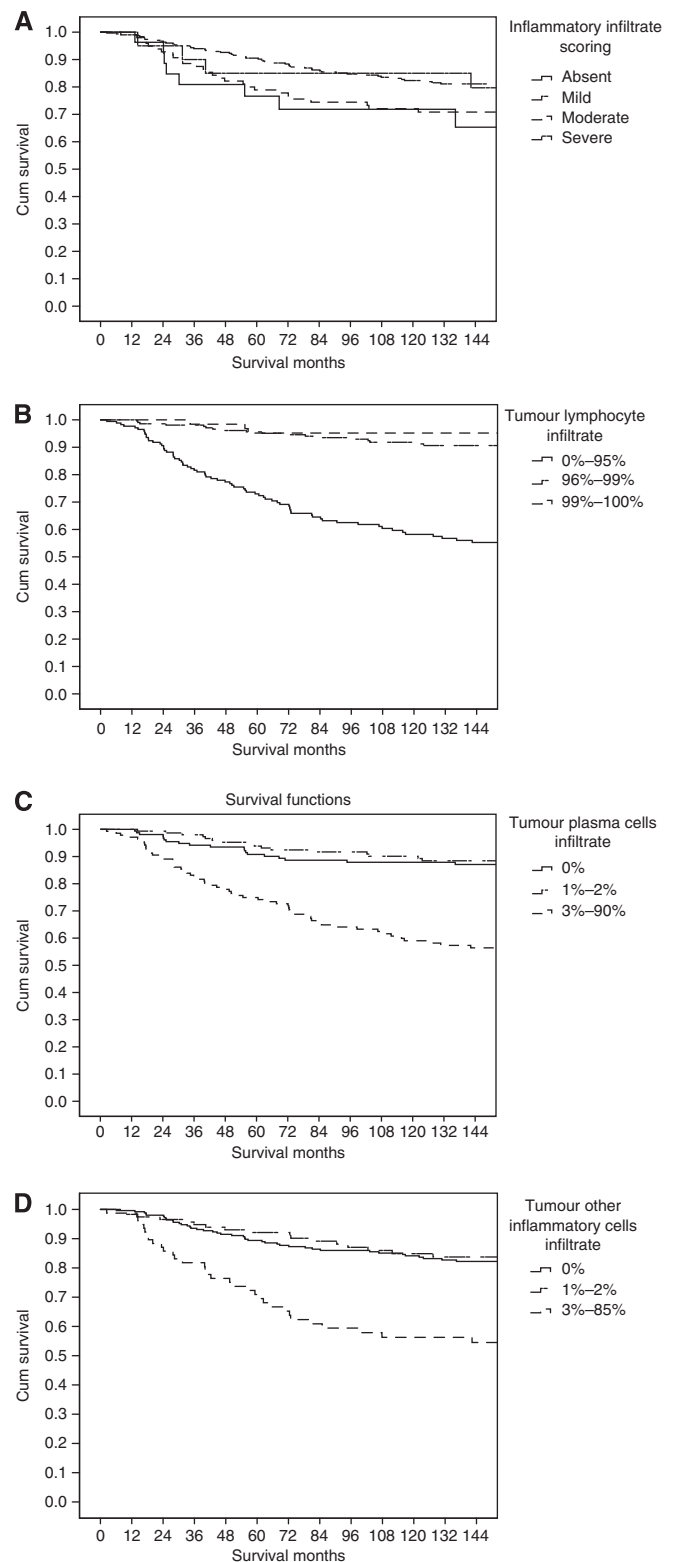 A
Inflammatory infiltrate
scoring
Absent
Mild
Moderate
Severe
1.0
0.9
0.8
0.7
0.6
0.5
0.4
0.3
0.2
0.1
0.0
Cum survival
0 12 24 36 48 60 72 84 96 108 120 132 144
Survival months
B
Tumour lymphocyte
infiltrate
0%–95%
96%–99%
99%–100%
1.0
0.9
0.8
0.7
0.6
0.5
0.4
0.3
0.2
0.1
0.0
Cum survival
0 12 24 36 48 60 72 84 96 108 120 132 144
Survival months
C
Survival functions
Tumour plasma cells
infiltrate
0%
1%–2%
3%–90%
1.0
0.9
0.8
0.7
0.6
0.5
0.4
0.3
0.2
0.1
0.0
Cum survival
0 12 24 36 48 60 72 84 96 108 120 132 144
Survival months
D
Tumour other
inflammatory cells
infiltrate
0%
1%–2%
3%–85%
1.0
0.9
0.8
0.7
0.6
0.5
0.4
0.3
0.2
0.1
0.0
Cum survival
0 12 24 36 48 60 72 84 96 108 120 132 144
Survival months